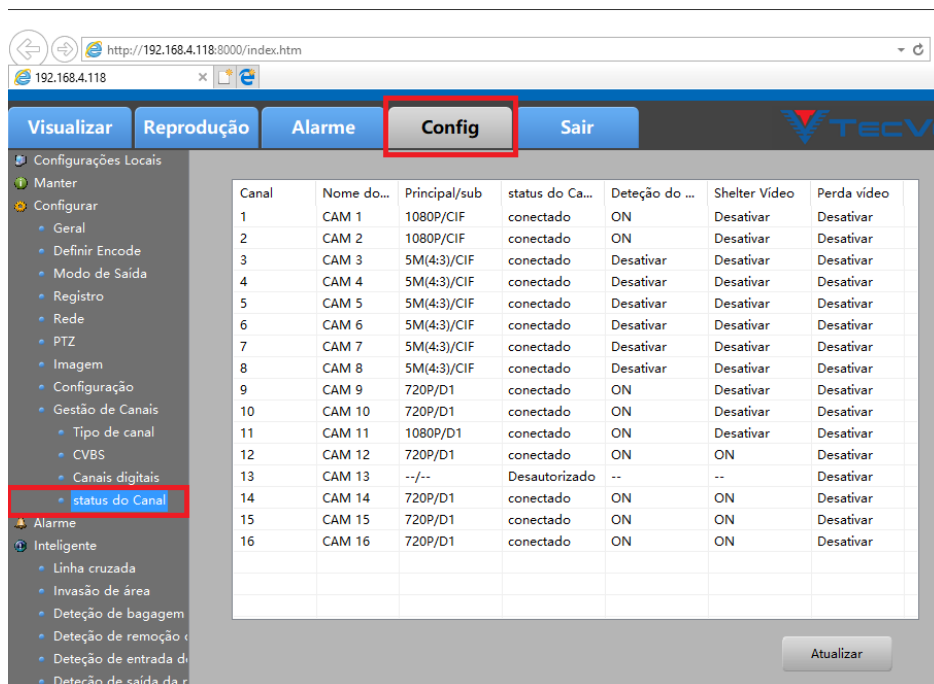 http://192.168.4.118:8000/index.htm
192.168.4.118
Visualizar Reprodução Alarme Config Sair TECV
Configurações Locais
Manter
Configurar
Geral
Definir Encode
Modo de Saída
Registro
Rede
PTZ
Imagem
Configuração
Gestão de Canais
Tipo de canal
CVBS
Canais digitais
status do Canal
Alarme
Inteligente
Linha cruzada
Invasão de área
Deteção de bagagem
Deteção de remoção
Deteção de entrada d
Deteção de saída da r
Canal Nome do... Principal/sub status do Ca... Deteção do ... Shelter Vídeo Perda vídeo
1 CAM 1 1080P/CIF conectado ON Desativar Desativar
2 CAM 2 1080P/CIF conectado ON Desativar Desativar
3 CAM 3 5M(4:3)/CIF conectado Desativar Desativar Desativar
4 CAM 4 5M(4:3)/CIF conectado Desativar Desativar Desativar
5 CAM 5 5M(4:3)/CIF conectado Desativar Desativar Desativar
6 CAM 6 5M(4:3)/CIF conectado Desativar Desativar Desativar
7 CAM 7 5M(4:3)/CIF conectado Desativar Desativar Desativar
8 CAM 8 5M(4:3)/CIF conectado Desativar Desativar Desativar
9 CAM 9 720P/D1 conectado ON Desativar Desativar
10 CAM 10 720P/D1 conectado ON Desativar Desativar
11 CAM 11 1080P/D1 conectado ON Desativar Desativar
12 CAM 12 720P/D1 conectado ON ON Desativar
13 CAM 13 --/-- Desautorizado -- -- Desativar
14 CAM 14 720P/D1 conectado ON ON Desativar
15 CAM 15 720P/D1 conectado ON ON Desativar
16 CAM 16 720P/D1 conectado ON ON Desativar
Atualizar